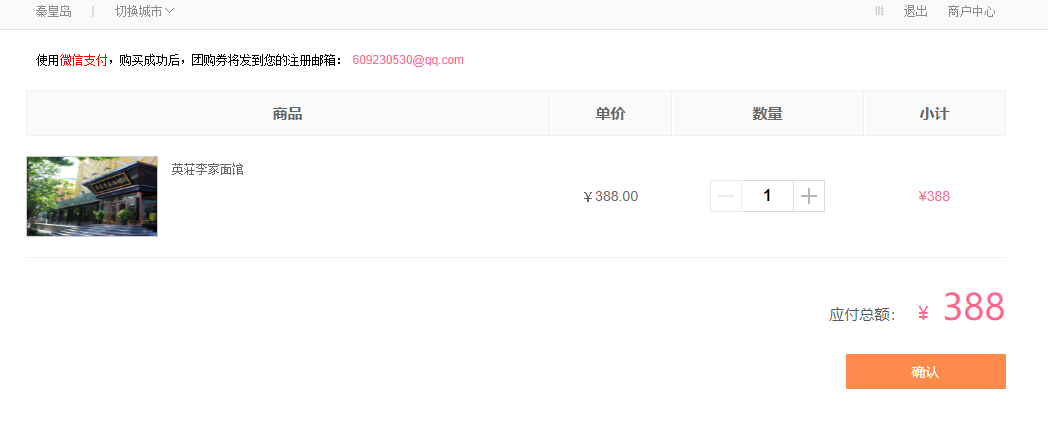 秦皇岛 | 切换城市 llt 退出 商户中心
使用微信支付，购买成功后，团购券将发到您的注册邮箱： 609230530@qq.com
商品 单价 数量 小计
英荘李家面馆
￥388.00 1 ¥388
应付总额： ¥ 388
确认